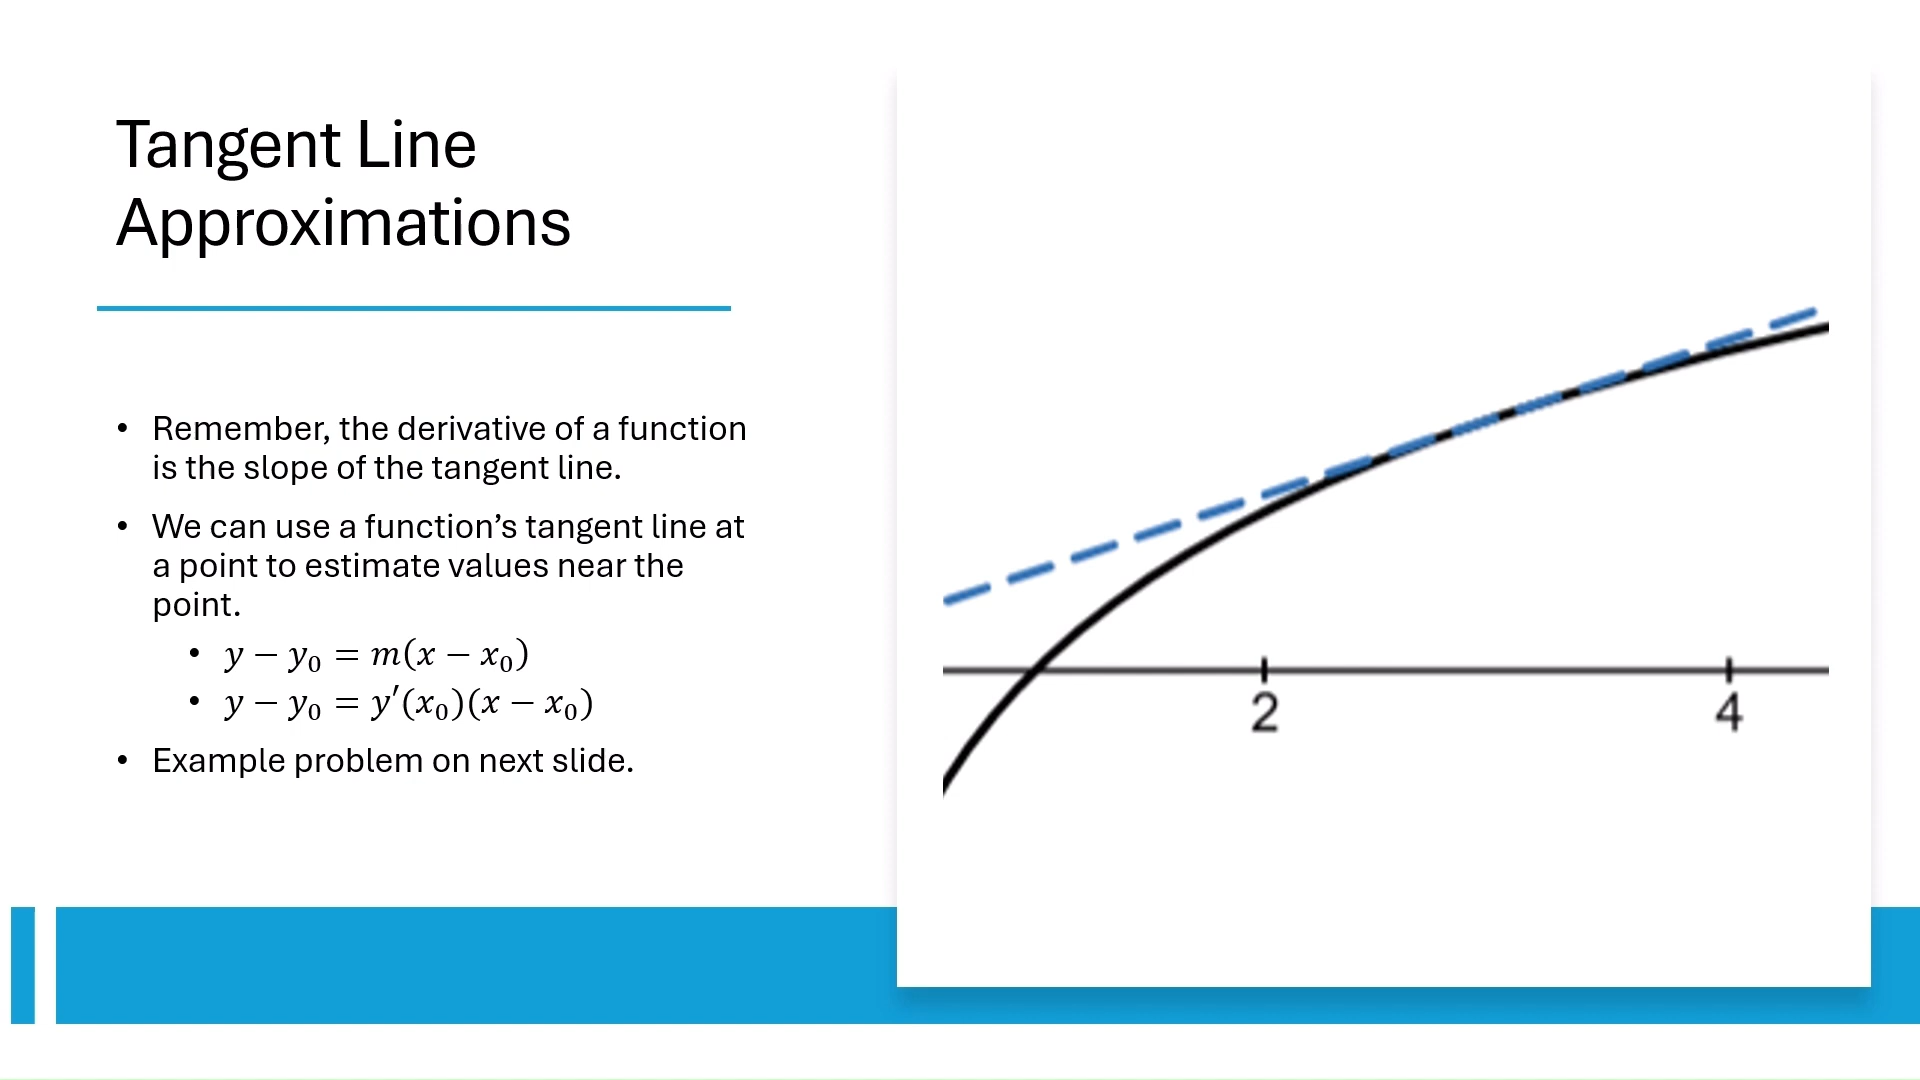 Tangent Line
Approximations
• Remember, the derivative of a function
is the slope of the tangent line.
• We can use a function’s tangent line at
a point to estimate values near the
point.
• y − y₀ = m(x − x₀)
• y − y₀ = y′(x₀)(x − x₀)
• Example problem on next slide.
2 4